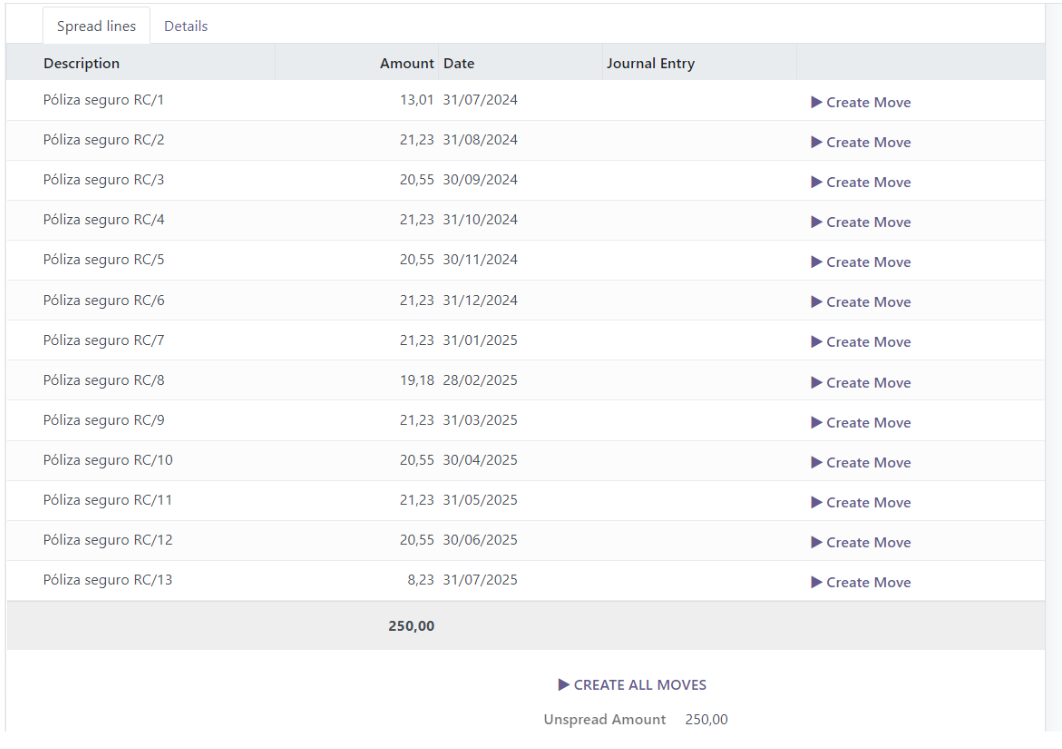 Spread lines Details
Description Amount Date Journal Entry
Póliza seguro RC/1 13,01 31/07/2024 Create Move
Póliza seguro RC/2 21,23 31/08/2024 Create Move
Póliza seguro RC/3 20,55 30/09/2024 Create Move
Póliza seguro RC/4 21,23 31/10/2024 Create Move
Póliza seguro RC/5 20,55 30/11/2024 Create Move
Póliza seguro RC/6 21,23 31/12/2024 Create Move
Póliza seguro RC/7 21,23 31/01/2025 Create Move
Póliza seguro RC/8 19,18 28/02/2025 Create Move
Póliza seguro RC/9 21,23 31/03/2025 Create Move
Póliza seguro RC/10 20,55 30/04/2025 Create Move
Póliza seguro RC/11 21,23 31/05/2025 Create Move
Póliza seguro RC/12 20,55 30/06/2025 Create Move
Póliza seguro RC/13 8,23 31/07/2025 Create Move
250,00
CREATE ALL MOVES
Unspread Amount 250,00